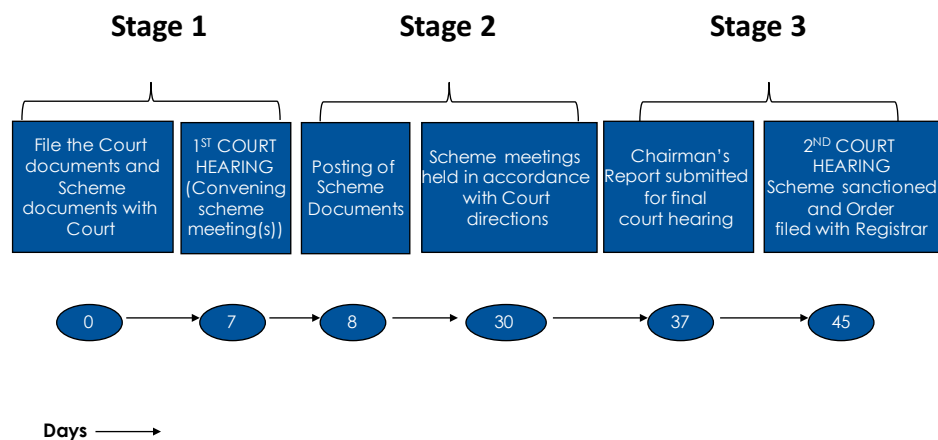 Stage 1
Stage 2
Stage 3
File the Court
documents and
Scheme
documents with
Court
1ST COURT
HEARING
(Convening
scheme
meeting(s))
Posting of
Scheme
Documents
Scheme meetings
held in accordance
with Court
directions
Chairman’s
Report submitted
for final
court hearing
2ND COURT
HEARING
Scheme sanctioned
and Order
filed with Registrar
0
7
8
30
37
45
Days